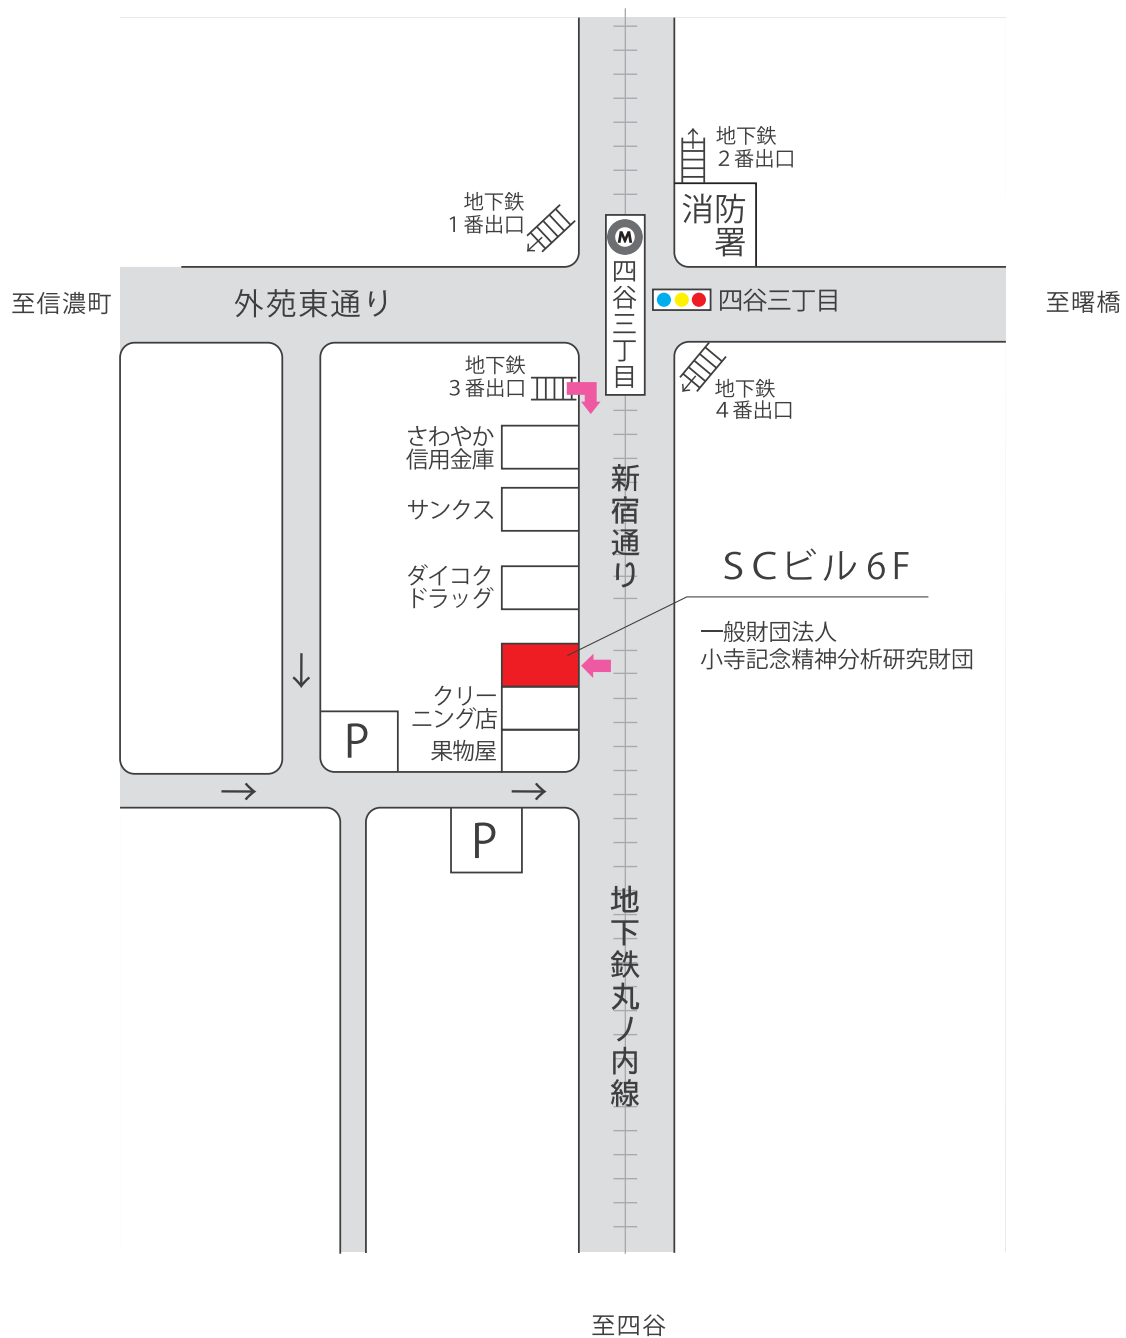 地下鉄
2番出口
消防
署
地下鉄
1番出口
M
四谷三丁目
至信濃町
外苑東通り
四谷三丁目
至曙橋
地下鉄
3番出口
地下鉄
4番出口
さわやか
信用金庫
サンクス
新宿通り
ダイコク
ドラッグ
SCビル6F
一般財団法人
小寺記念精神分析研究財団
クリー
ニング店
果物屋
P
P
地下鉄丸ノ内線
至四谷